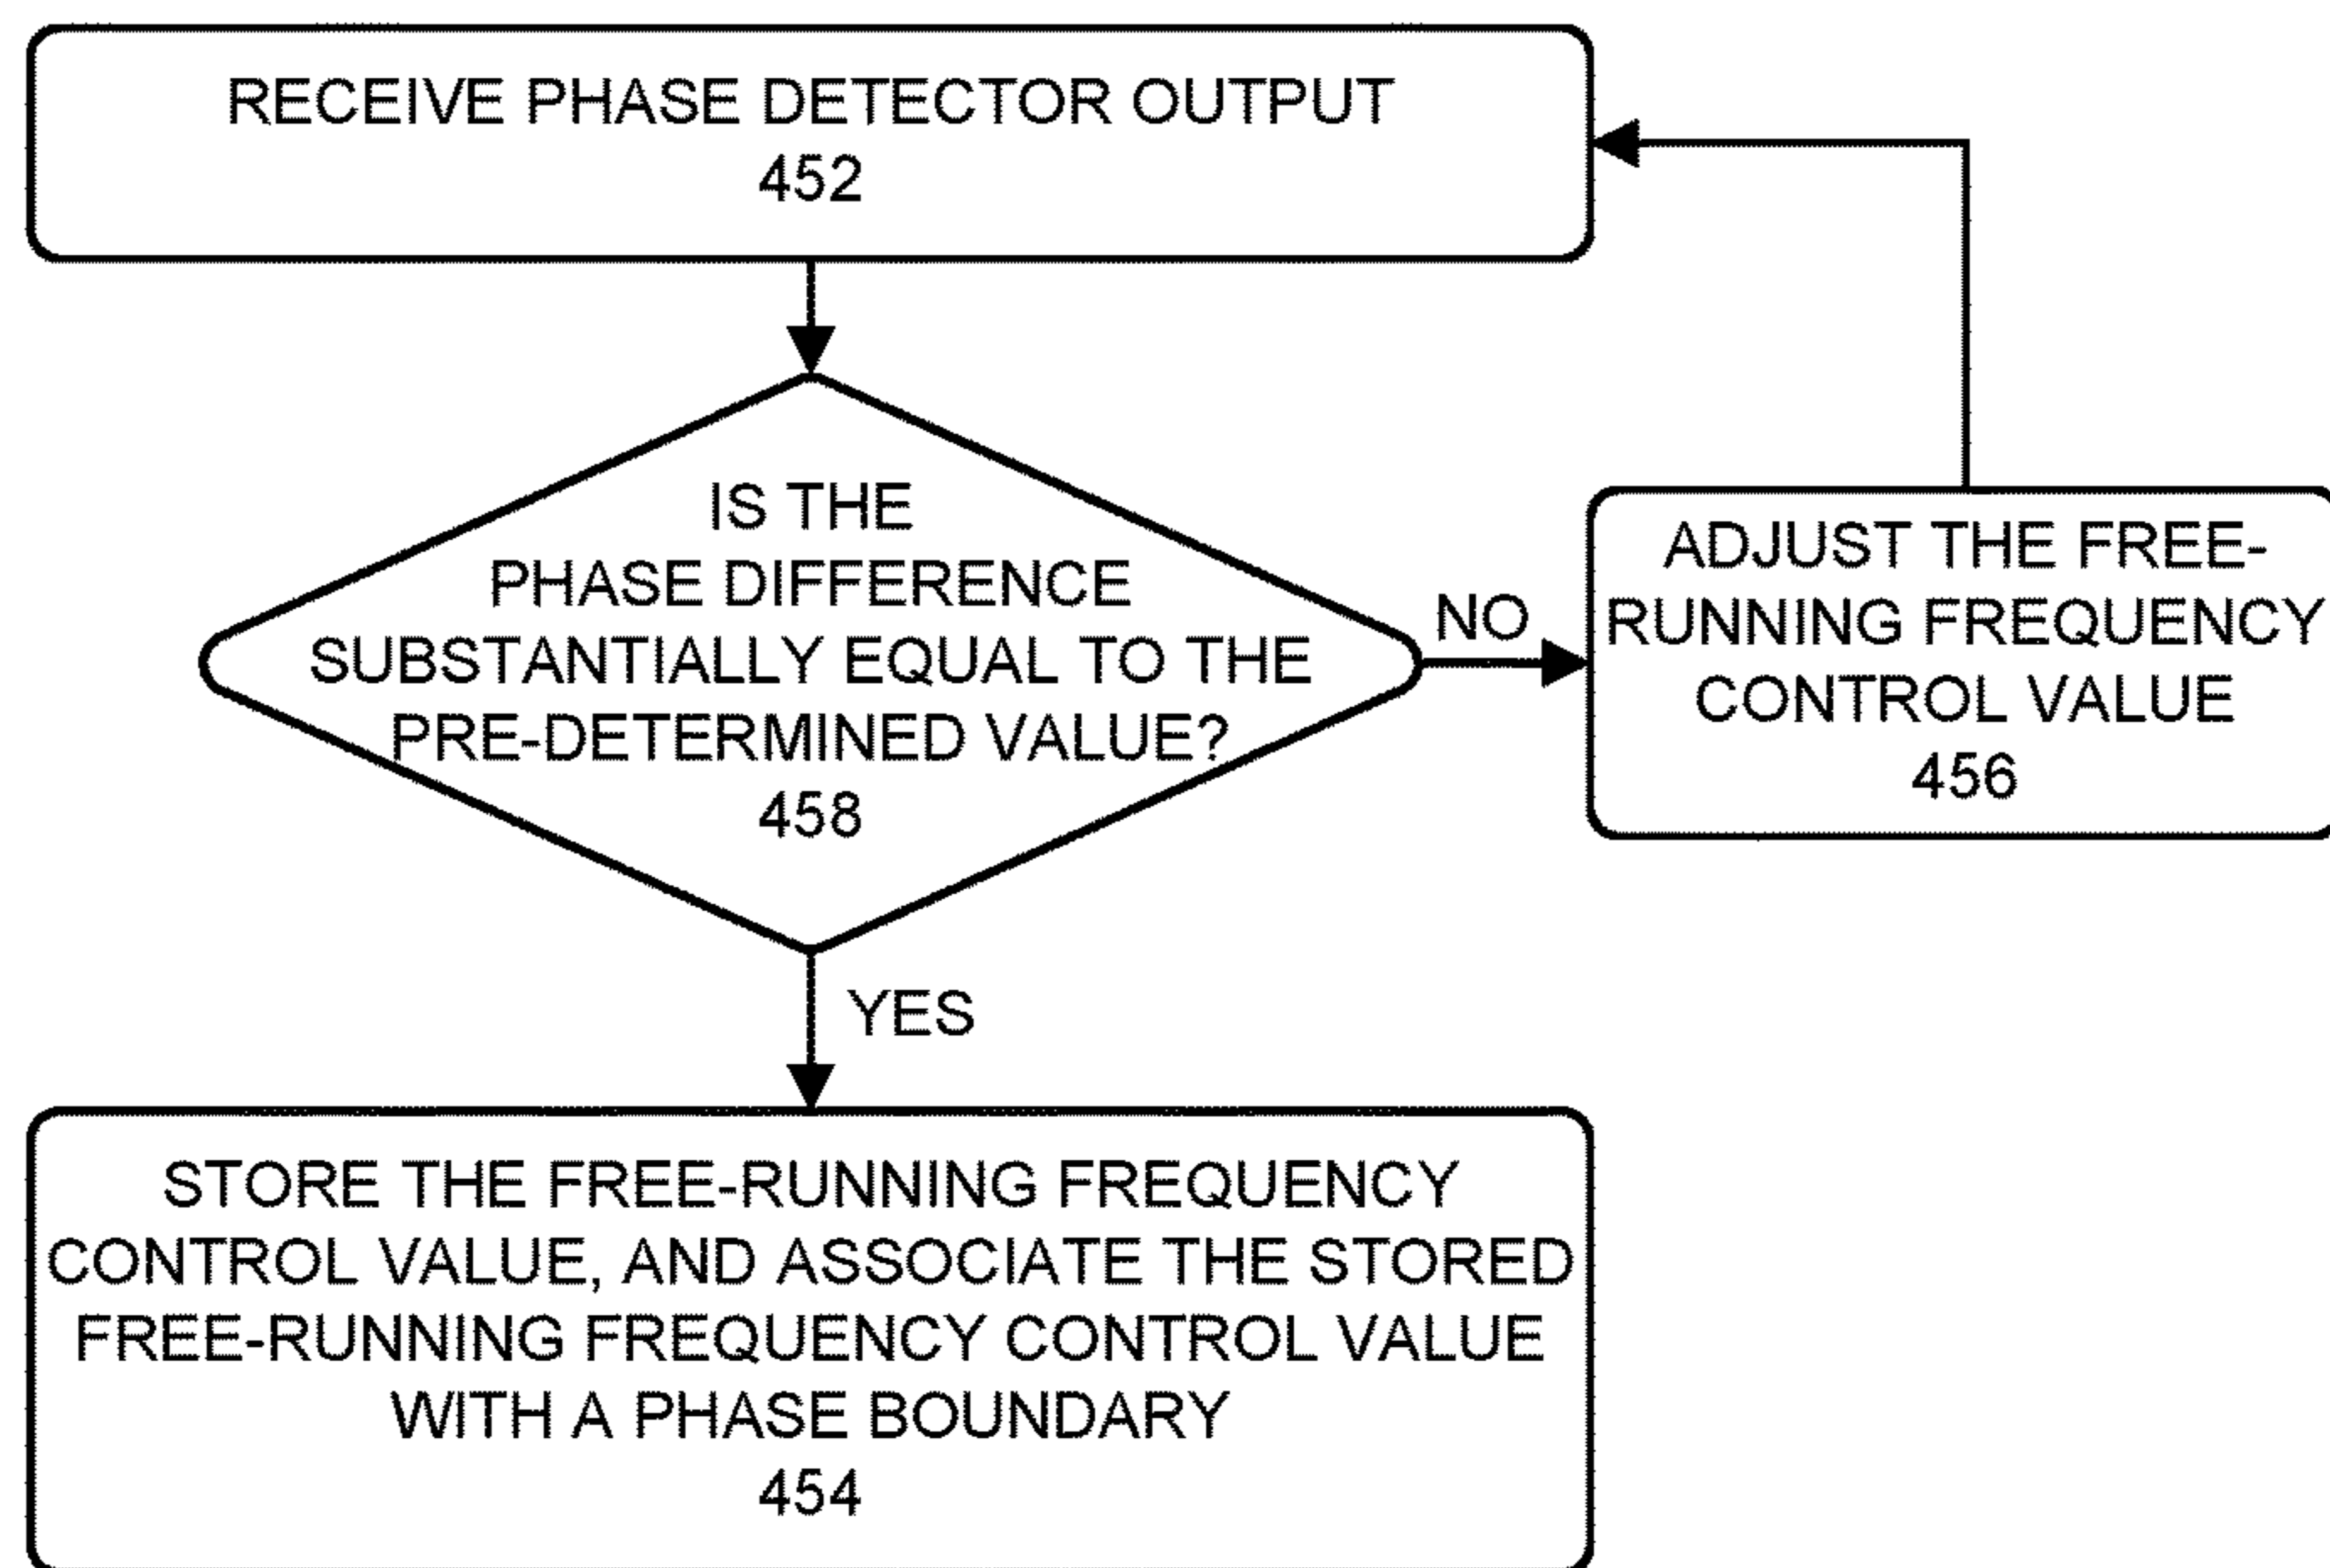 RECEIVE PHASE DETECTOR OUTPUT
452
IS THE
PHASE DIFFERENCE
SUBSTANTIALLY EQUAL TO THE
PRE-DETERMINED VALUE?
458
NO
ADJUST THE FREE-
RUNNING FREQUENCY
CONTROL VALUE
456
YES
STORE THE FREE-RUNNING FREQUENCY
CONTROL VALUE, AND ASSOCIATE THE STORED
FREE-RUNNING FREQUENCY CONTROL VALUE
WITH A PHASE BOUNDARY
454